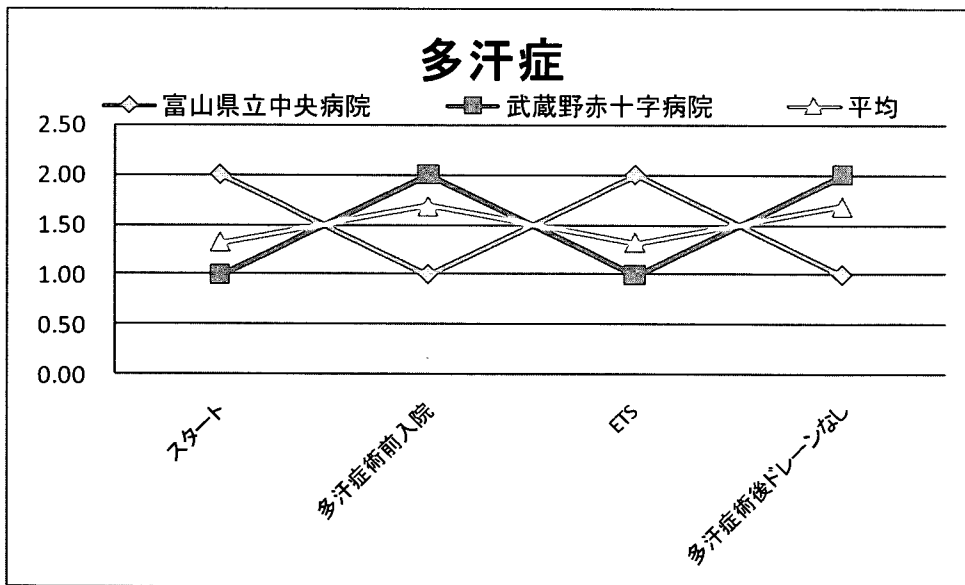 多汗症
富山県立中央病院 武蔵野赤十字病院 平均
2.50
2.00
1.50
1.00
0.50
0.00
スタート
多汗症術前入院
ETS
多汗症術後ドレーンなし